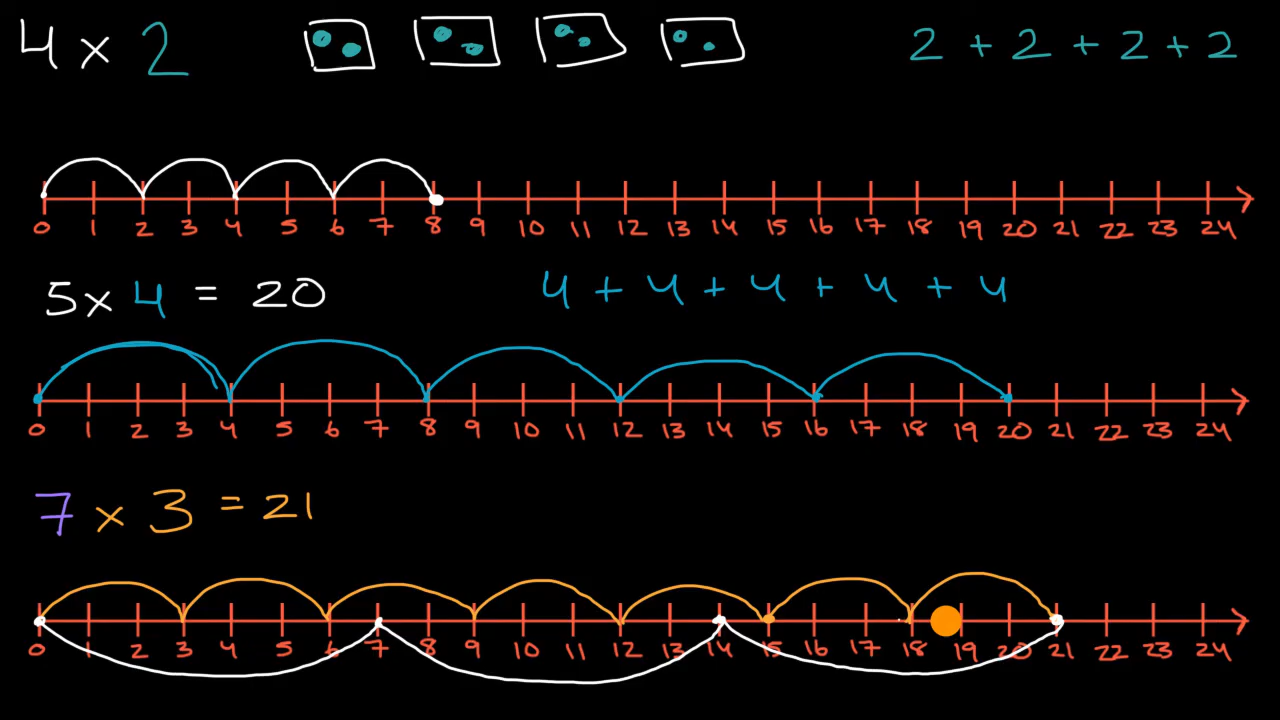 4 x 2 2 + 2 + 2 + 2
0 1 2 3 4 5 6 7 8 9 10 11 12 13 14 15 16 17 18 19 20 21 22 23 24
5 x 4 = 20 4 + 4 + 4 + 4 + 4
0 1 2 3 4 5 6 7 8 9 10 11 12 13 14 15 16 17 18 19 20 21 22 23 24
7 x 3 = 21
0 1 2 3 4 5 6 7 8 9 10 11 12 13 14 15 16 17 18 19 20 21 22 23 24